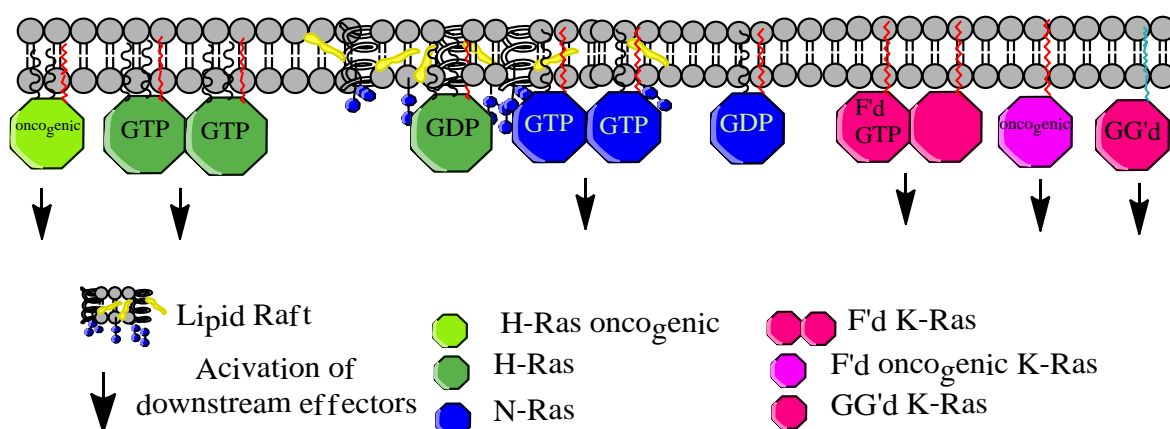 oncogenic
GTP
GTP
GDP
GTP
GTP
GDP
F'd
GTP
oncogenic
GG'd
Lipid Raft
Acivation of
downstream effectors
H-Ras oncogenic
H-Ras
N-Ras
F'd K-Ras
F'd oncogenic K-Ras
GG'd K-Ras